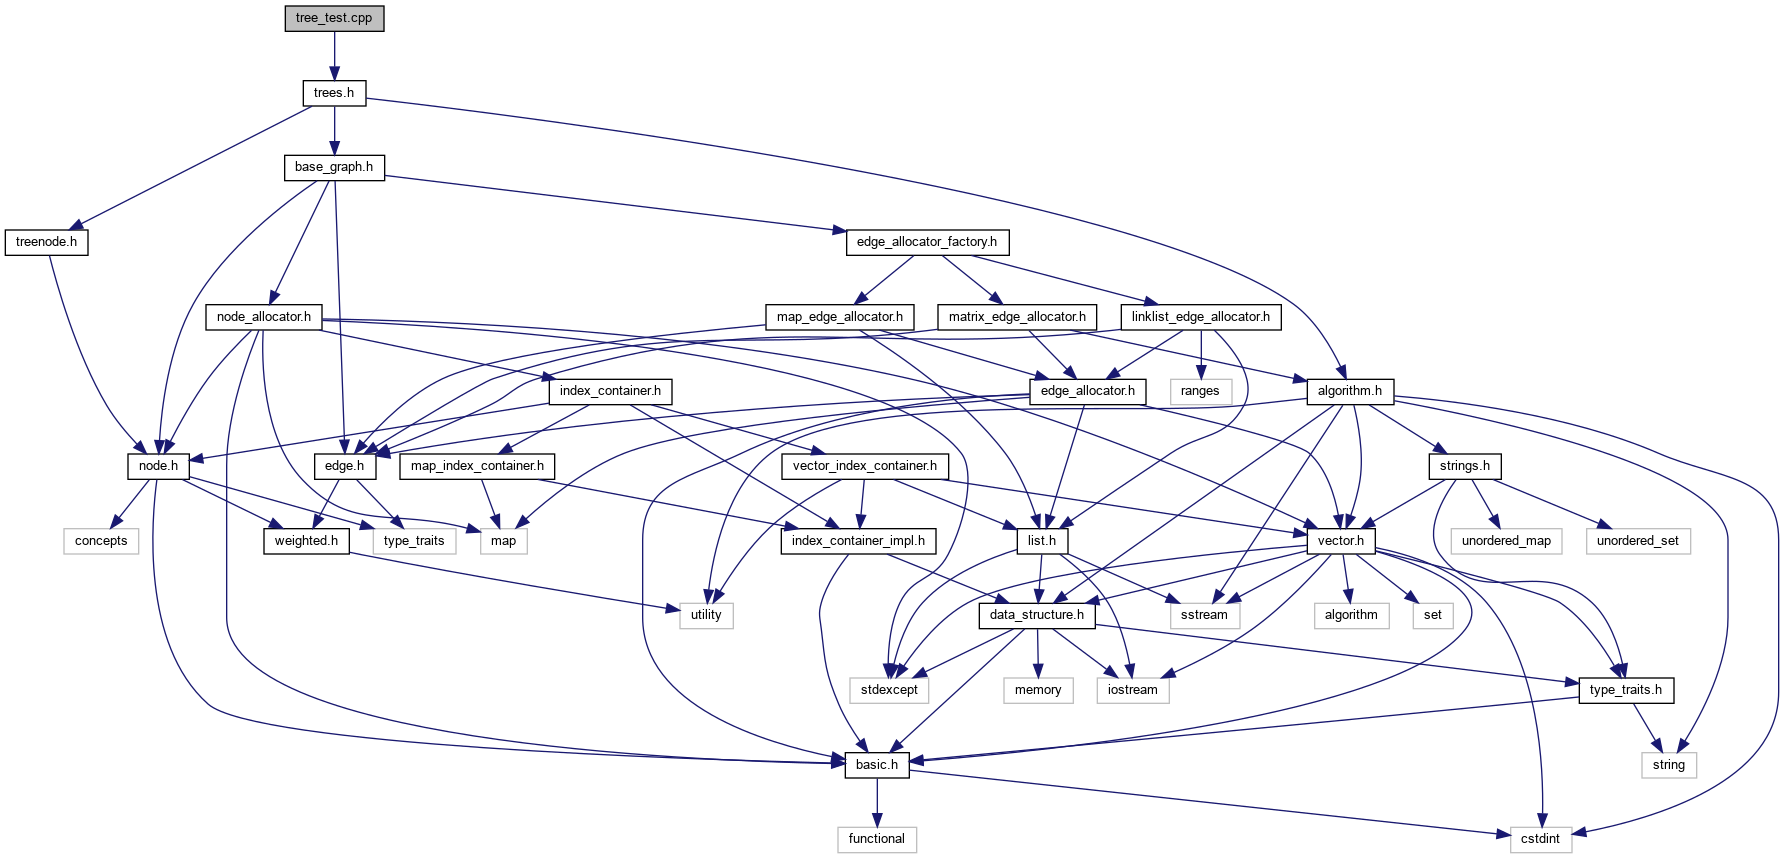 tree_test.cpp
trees.h
base_graph.h
treenode.h
edge_allocator_factory.h
node_allocator.h
map_edge_allocator.h
matrix_edge_allocator.h
linklist_edge_allocator.h
index_container.h
edge_allocator.h
ranges
algorithm.h
node.h
edge.h
map_index_container.h
vector_index_container.h
strings.h
concepts
weighted.h
type_traits
map
index_container_impl.h
list.h
vector.h
unordered_map
unordered_set
utility
data_structure.h
sstream
algorithm
set
stdexcept
memory
iostream
type_traits.h
basic.h
string
functional
cstdint